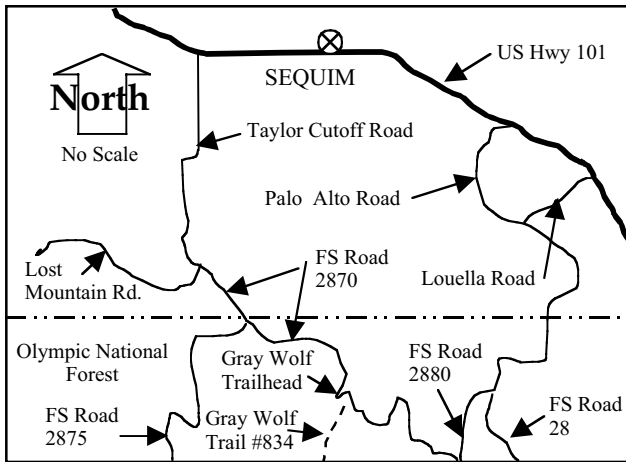 US Hwy 101
SEQUIM
North
No Scale
Taylor Cutoff Road
Palo Alto Road
Lost
Mountain Rd.
FS Road
2870
Louella Road
Olympic National
Forest
Gray Wolf
Trailhead
FS Road
2880
FS Road
2875
Gray Wolf
Trail #834
FS Road
28